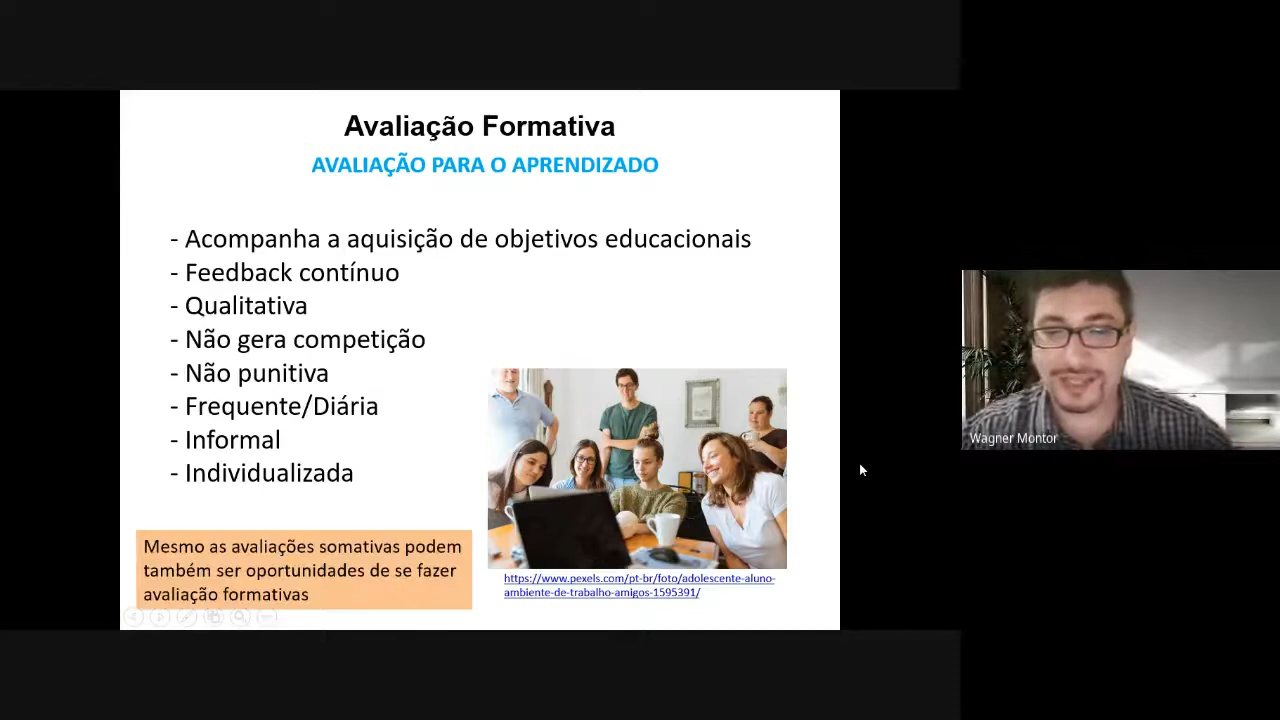 Avaliação Formativa
AVALIAÇÃO PARA O APRENDIZADO
- Acompanha a aquisição de objetivos educacionais
- Feedback contínuo
- Qualitativa
- Não gera competição
- Não punitiva
- Frequente/Diária
- Informal
- Individualizada
Mesmo as avaliações somativas podem
também ser oportunidades de se fazer
avaliação formativas
https://www.pexels.com/pt-br/foto/adolescente-aluno-
ambiente-de-trabalho-amigos-1595391/
Wagner Montor